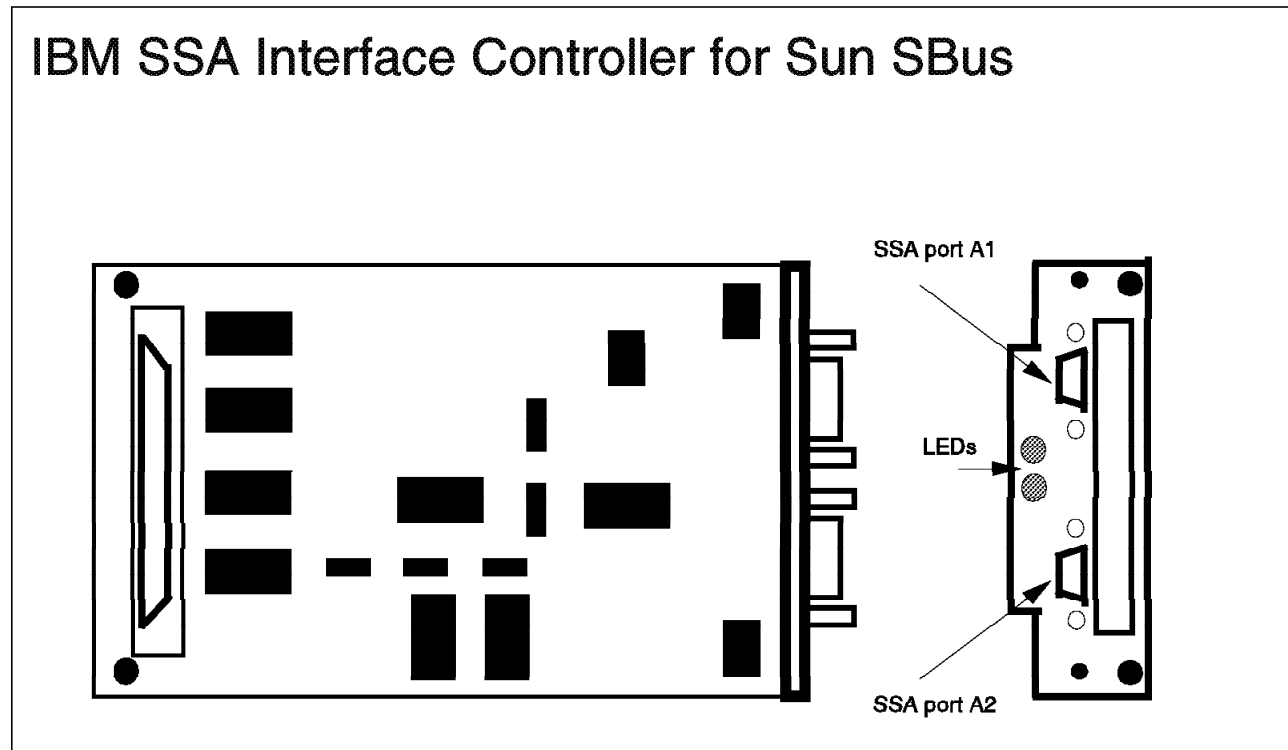 IBM SSA Interface Controller for Sun SBus
SSA port A1
LEDs
SSA port A2